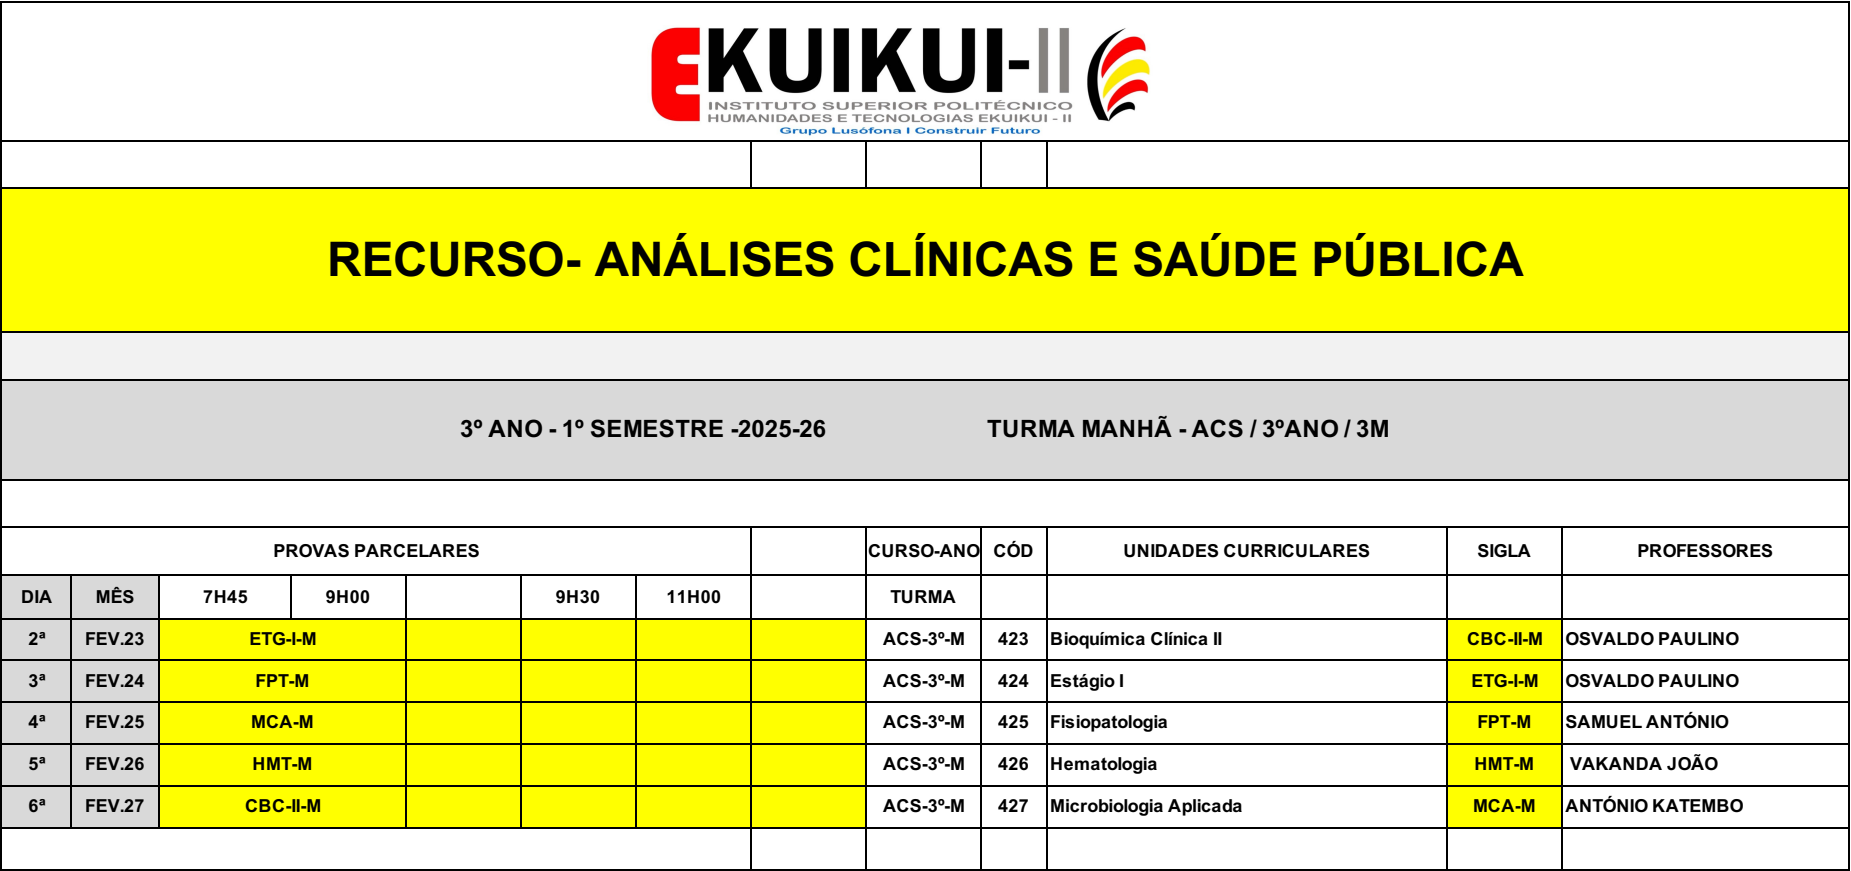 EKUIKUI-II
INSTITUTO SUPERIOR POLITÉCNICO
HUMANIDADES E TECNOLOGIAS EKUIKUI - II
Grupo Lusófona I Construir Futuro
RECURSO- ANÁLISES CLÍNICAS E SAÚDE PÚBLICA
3º ANO - 1º SEMESTRE -2025-26 TURMA MANHÃ - ACS / 3ºANO / 3M
PROVAS PARCELARES CURSO-ANO CÓD UNIDADES CURRICULARES SIGLA PROFESSORES
DIA MÊS 7H45 9H00 9H30 11H00 TURMA
2ª FEV.23 ETG-I-M ACS-3º-M 423 Bioquímica Clínica II CBC-II-M OSVALDO PAULINO
3ª FEV.24 FPT-M ACS-3º-M 424 Estágio I ETG-I-M OSVALDO PAULINO
4ª FEV.25 MCA-M ACS-3º-M 425 Fisiopatologia FPT-M SAMUEL ANTÓNIO
5ª FEV.26 HMT-M ACS-3º-M 426 Hematologia HMT-M VAKANDA JOÃO
6ª FEV.27 CBC-II-M ACS-3º-M 427 Microbiologia Aplicada MCA-M ANTÓNIO KATEMBO